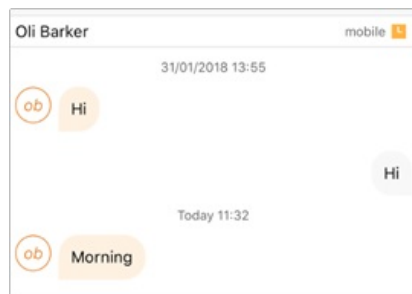 Oli Barker
mobile
31/01/2018 13:55
ob
Hi
Hi
Today 11:32
ob
Morning